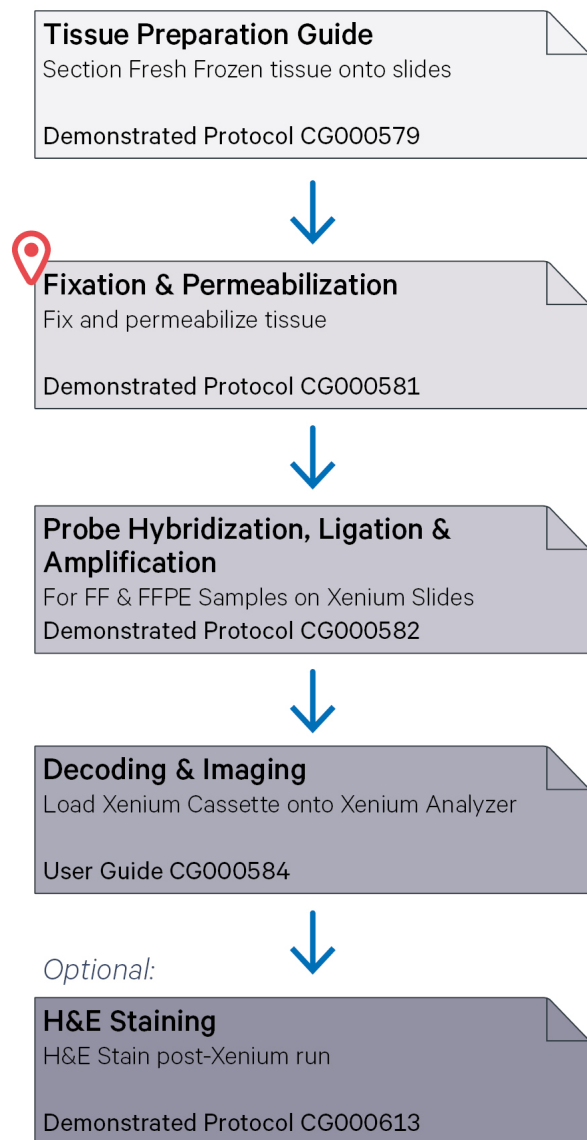 Tissue Preparation Guide
Section Fresh Frozen tissue onto slides
Demonstrated Protocol CG000579
Fixation & Permeabilization
Fix and permeabilize tissue
Demonstrated Protocol CG000581
Probe Hybridization, Ligation &
Amplification
For FF & FFPE Samples on Xenium Slides
Demonstrated Protocol CG000582
Decoding & Imaging
Load Xenium Cassette onto Xenium Analyzer
User Guide CG000584
Optional:
H&E Staining
H&E Stain post-Xenium run
Demonstrated Protocol CG000613